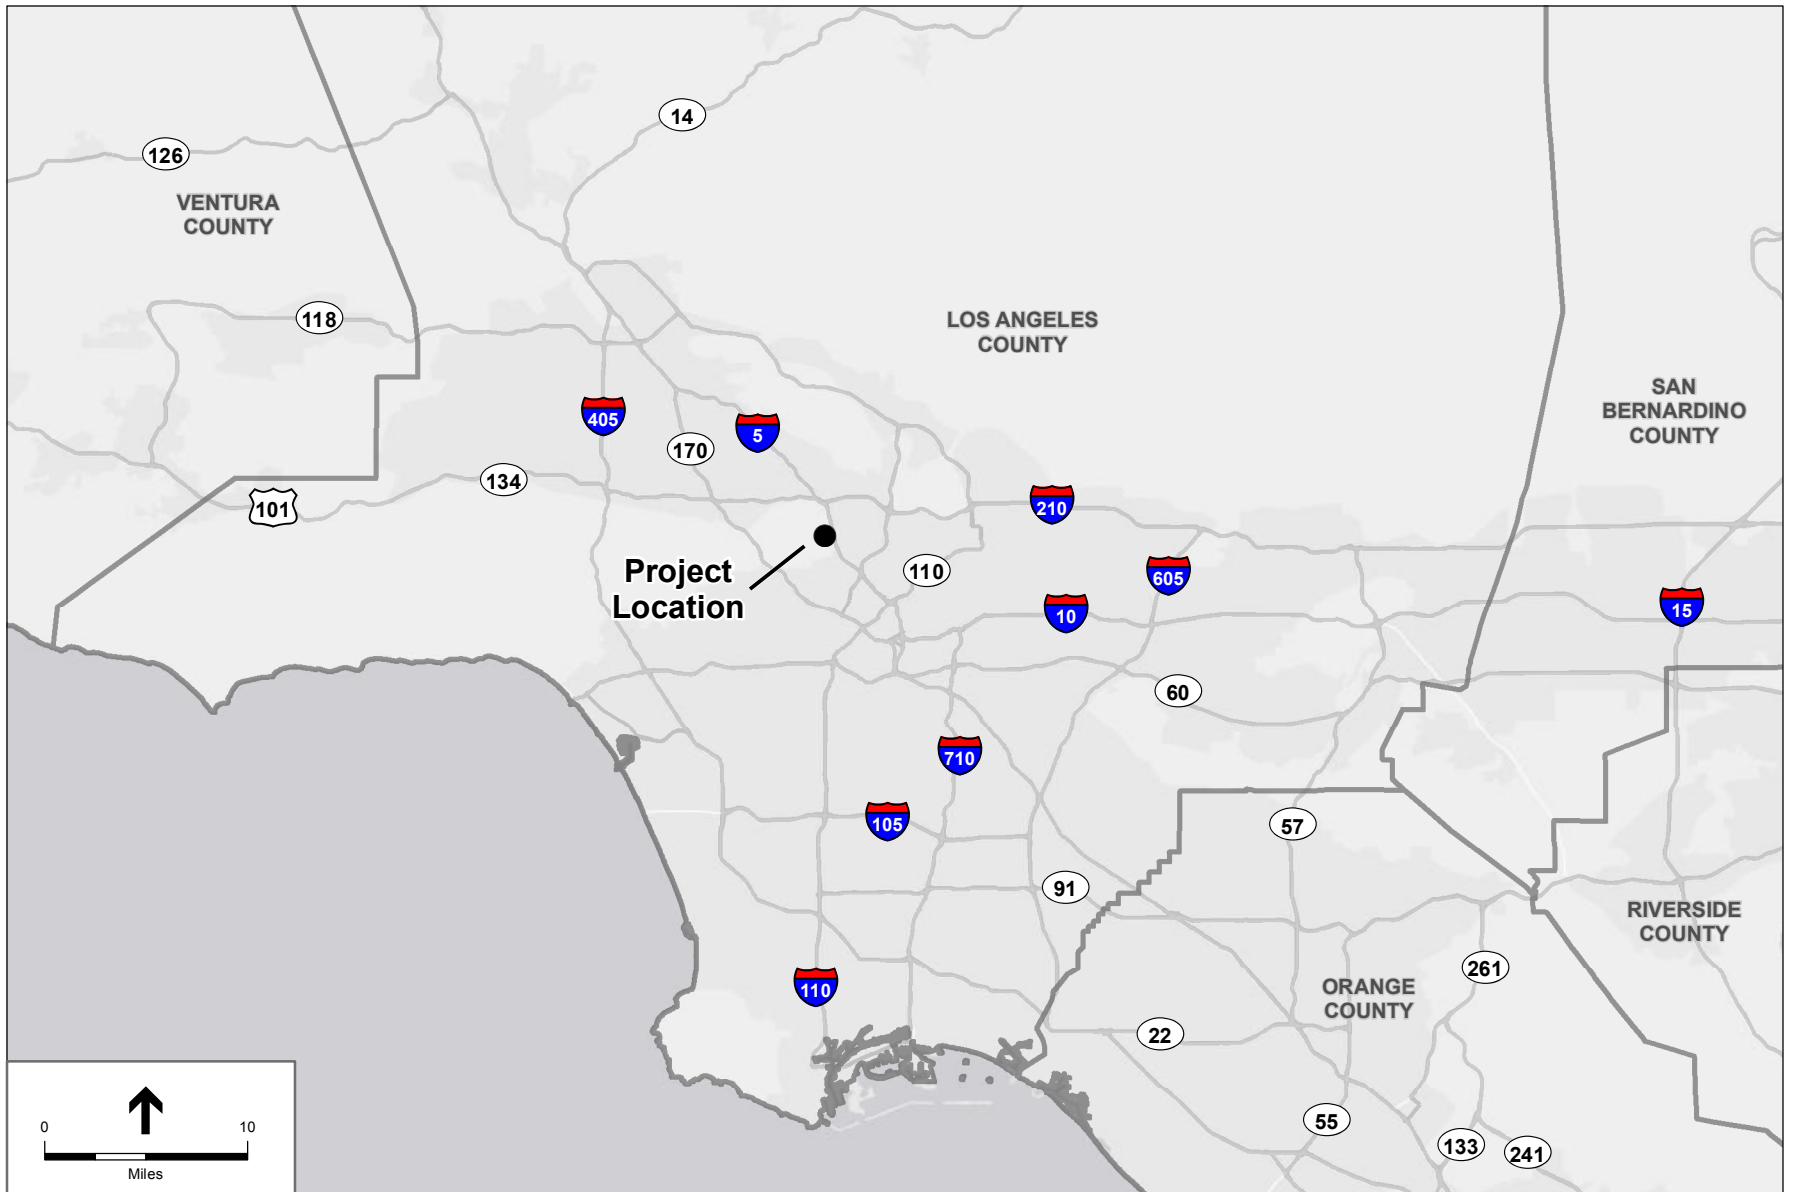 14
126
VENTURA
COUNTY
118
LOS ANGELES
COUNTY
SAN
BERNARDINO
COUNTY
405
5
170
134
101
210
Project
Location
110
605
10
15
60
710
105
57
91
RIVERSIDE
COUNTY
261
110
ORANGE
COUNTY
22
55
133
241
0
10
Miles